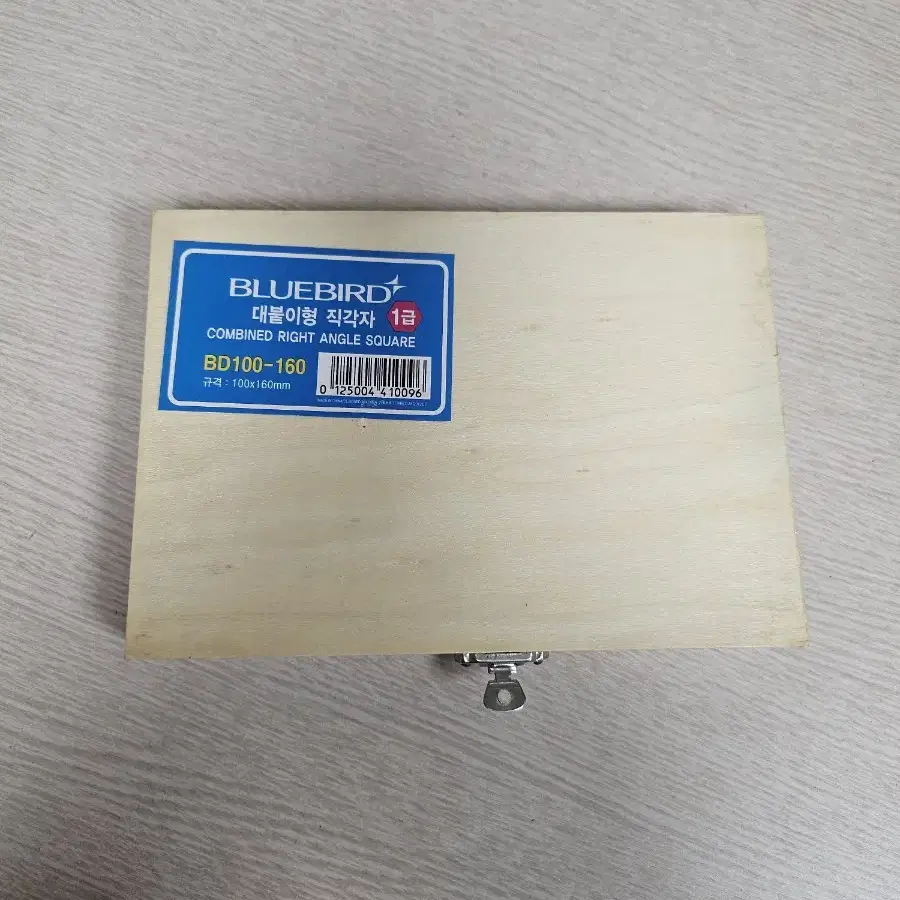 BLUEBIRD
대붙이형 직각자 1급
COMBINED RIGHT ANGLE SQUARE
BD100-160
규격 : 100x160mm
0 125004 410096